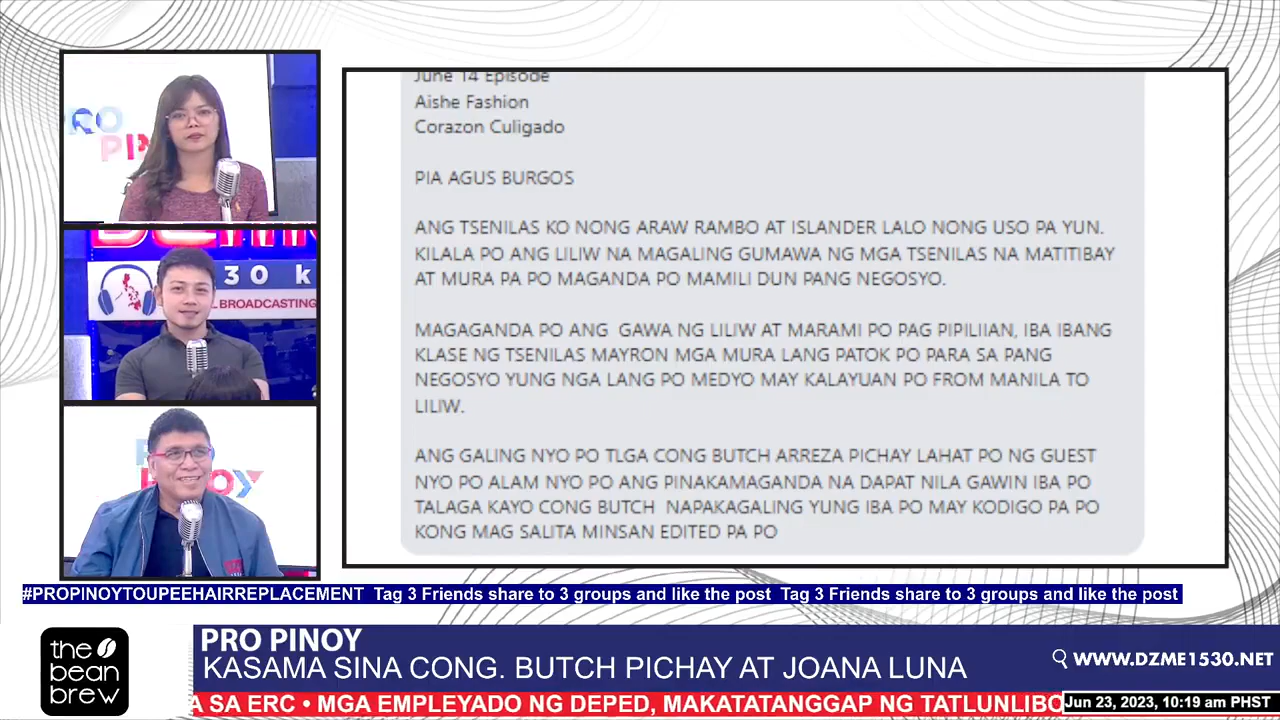 PRO
PIN
30 k
L BROADCASTING
PINOY
June 14 Episode
Aishe Fashion
Corazon Culigado
PIA AGUS BURGOS
ANG TSENILAS KO NONG ARAW RAMBO AT ISLANDER LALO NONG USO PA YUN.
KILALA PO ANG LILIW NA MAGALING GUMAWA NG MGA TSENILAS NA MATITIBAY
AT MURA PA PO MAGANDA PO MAMILI DUN PANG NEGOSYO.
MAGAGANDA PO ANG GAWA NG LILIW AT MARAMI PO PAG PIPILIIAN, IBA IBANG
KLASE NG TSENILAS MAYRON MGA MURA LANG PATOK PO PARA SA PANG
NEGOSYO YUNG NGA LANG PO MEDYO MAY KALAYUAN PO FROM MANILA TO
LILIW.
ANG GALING NYO PO TLGA CONG BUTCH ARREZA PICHAY LAHAT PO NG GUEST
NYO PO ALAM NYO PO ANG PINAKAMAGANDA NA DAPAT NILA GAWIN IBA PO
TALAGA KAYO CONG BUTCH NAPAKAGALING YUNG IBA PO MAY KODIGO PA PO
KONG MAG SALITA MINSAN EDITED PA PO
#PROPINOYTOUPEEHAIRREPLACEMENT Tag 3 Friends share to 3 groups and like the post Tag 3 Friends share to 3 groups and like the post
the
bean
brew
PRO PINOY
KASAMA SINA CONG. BUTCH PICHAY AT JOANA LUNA
WWW.DZME1530.NET
A SA ERC • MGA EMPLEYADO NG DEPED, MAKATATANGGAP NG TATLUNLIBO
Jun 23, 2023, 10:19 am PHST